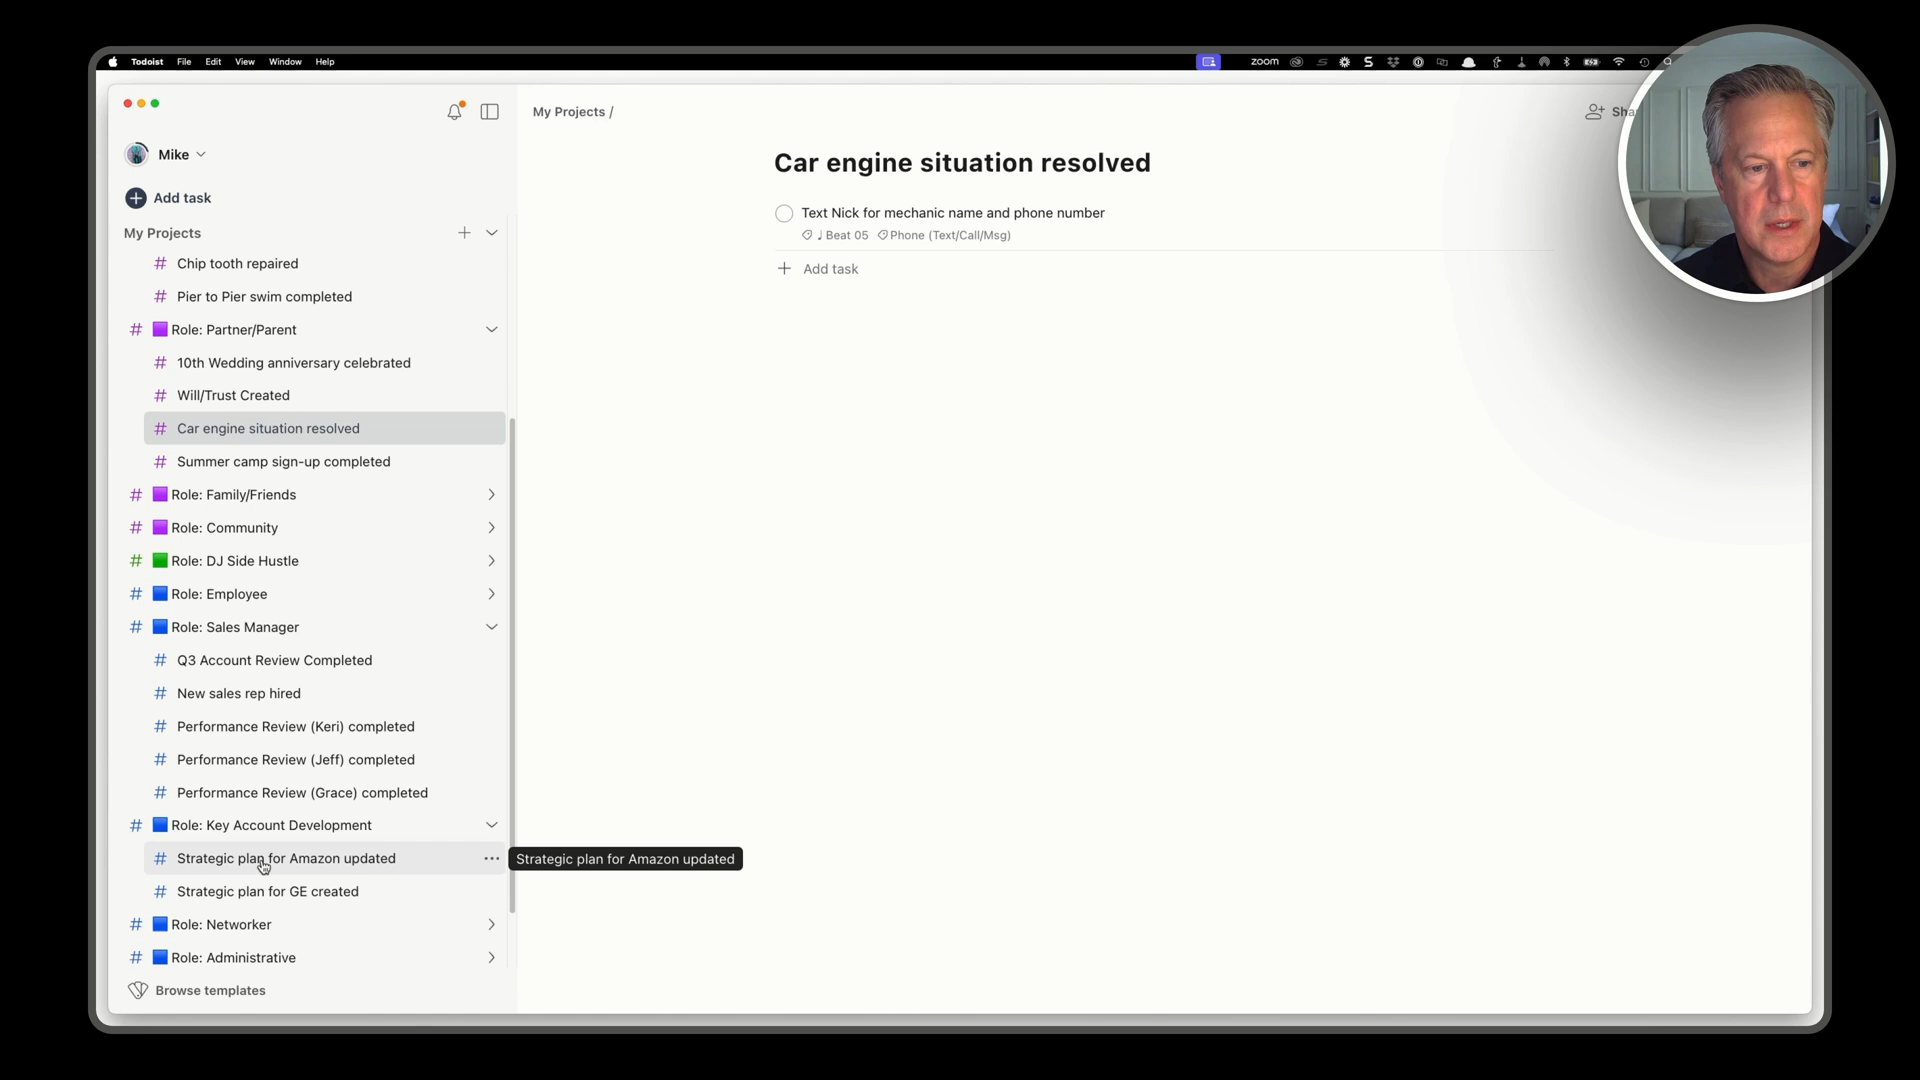 Todoist File Edit View Window Help
zoom
Mike
Add task
My Projects
# Chip tooth repaired
# Pier to Pier swim completed
# Role: Partner/Parent
# 10th Wedding anniversary celebrated
# Will/Trust Created
# Car engine situation resolved
# Summer camp sign-up completed
# Role: Family/Friends
# Role: Community
# Role: DJ Side Hustle
# Role: Employee
# Role: Sales Manager
# Q3 Account Review Completed
# New sales rep hired
# Performance Review (Keri) completed
# Performance Review (Jeff) completed
# Performance Review (Grace) completed
# Role: Key Account Development
# Strategic plan for Amazon updated
Strategic plan for Amazon updated
# Strategic plan for GE created
# Role: Networker
# Role: Administrative
Browse templates
My Projects /
Car engine situation resolved
Text Nick for mechanic name and phone number
♩ Beat 05 Phone (Text/Call/Msg)
Add task